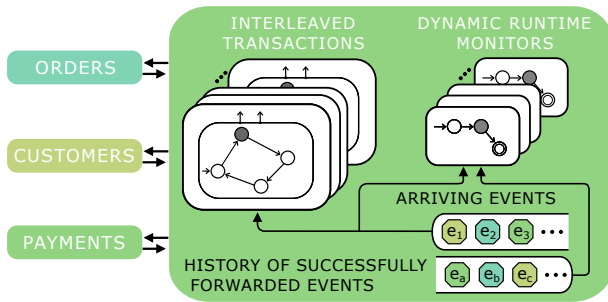 INTERLEAVED
TRANSACTIONS
DYNAMIC RUNTIME
MONITORS
ORDERS
CUSTOMERS
PAYMENTS
ARRIVING EVENTS
e1 e2 e3 •••
HISTORY OF SUCCESSFULLY
FORWARDED EVENTS
ea eb ec •••